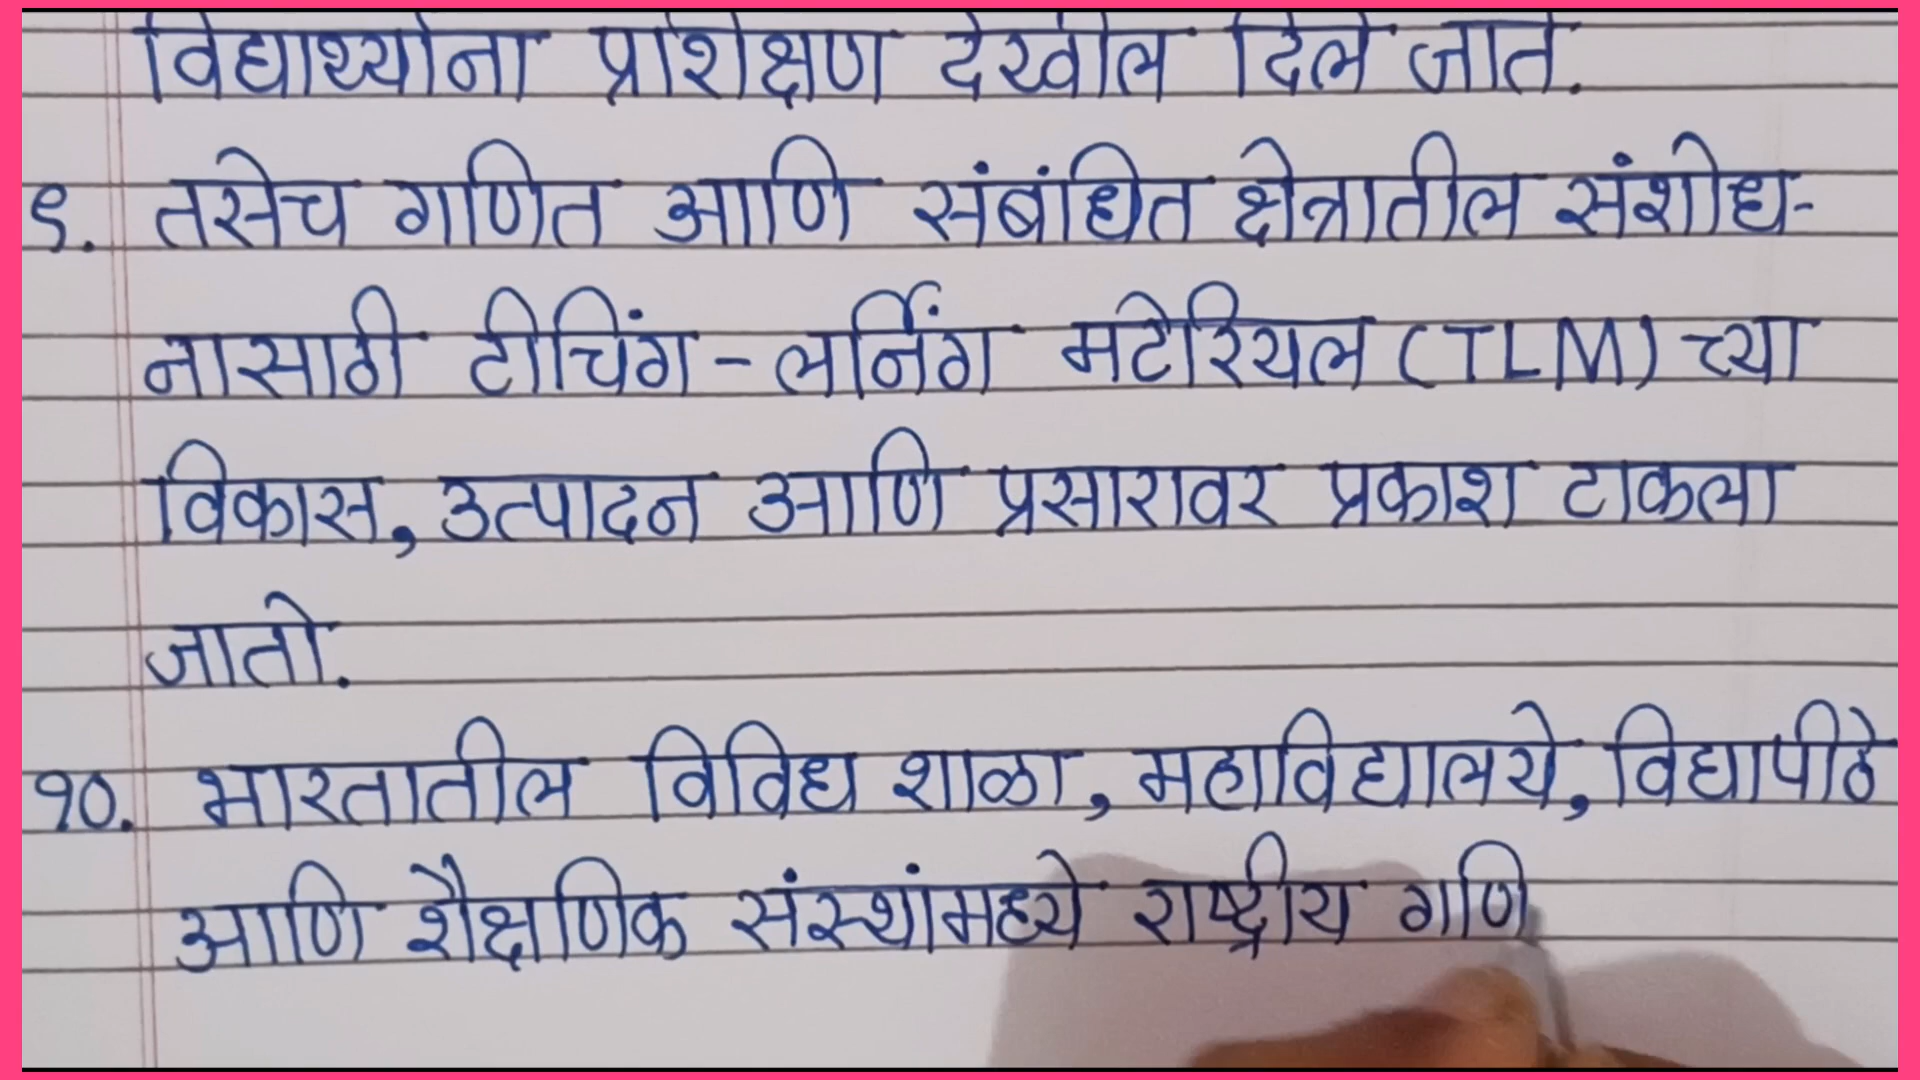 विद्यार्थ्यांना प्रशिक्षण देखील दिले जाते.
९. तसेच गणित आणि संबंधित क्षेत्रातील संशोध-
नासाठी टीचिंग - लर्निंग मटेरियल (TLM) च्या
विकास, उत्पादन आणि प्रसारावर प्रकाश टाकला
जातो.
१०. भारतातील विविध शाळा, महाविद्यालये, विद्यापीठे
आणि शैक्षणिक संस्थांमध्ये राष्ट्रीय गणि